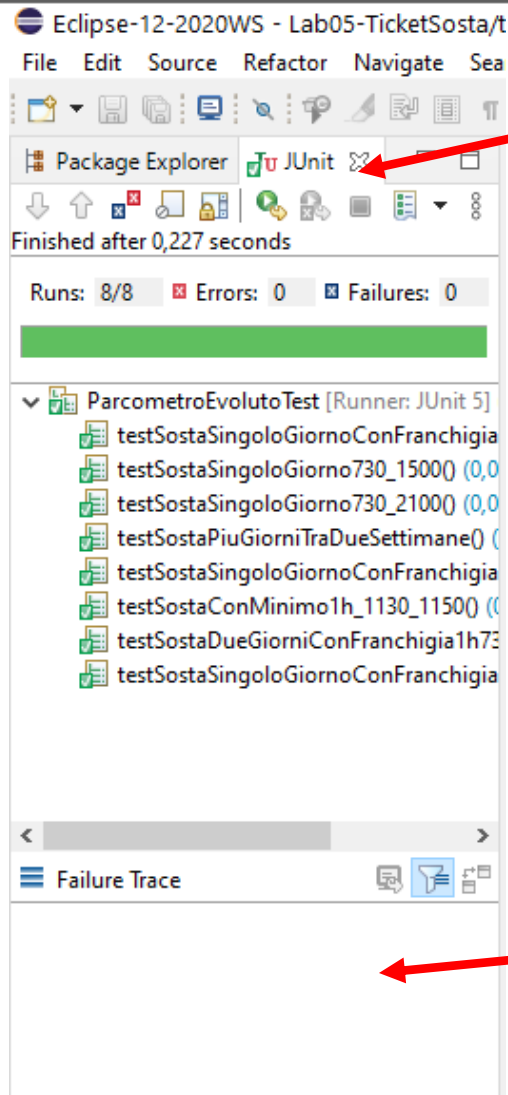 Eclipse-12-2020WS - Lab05-TicketSosta/t
File Edit Source Refactor Navigate Sea
Package Explorer JUnit
Finished after 0,227 seconds
Runs: 8/8 Errors: 0 Failures: 0
ParcometroEvolutoTest [Runner: JUnit 5]
testSostaSingoloGiornoConFranchigia
testSostaSingoloGiorno730_1500() (0,0
testSostaSingoloGiorno730_2100() (0,0
testSostaPiuGiorniTraDueSettimane() (
testSostaSingoloGiornoConFranchigia
testSostaConMinimo1h_1130_1150() (0
testSostaDueGiorniConFranchigia1h73
testSostaSingoloGiornoConFranchigia
Failure Trace